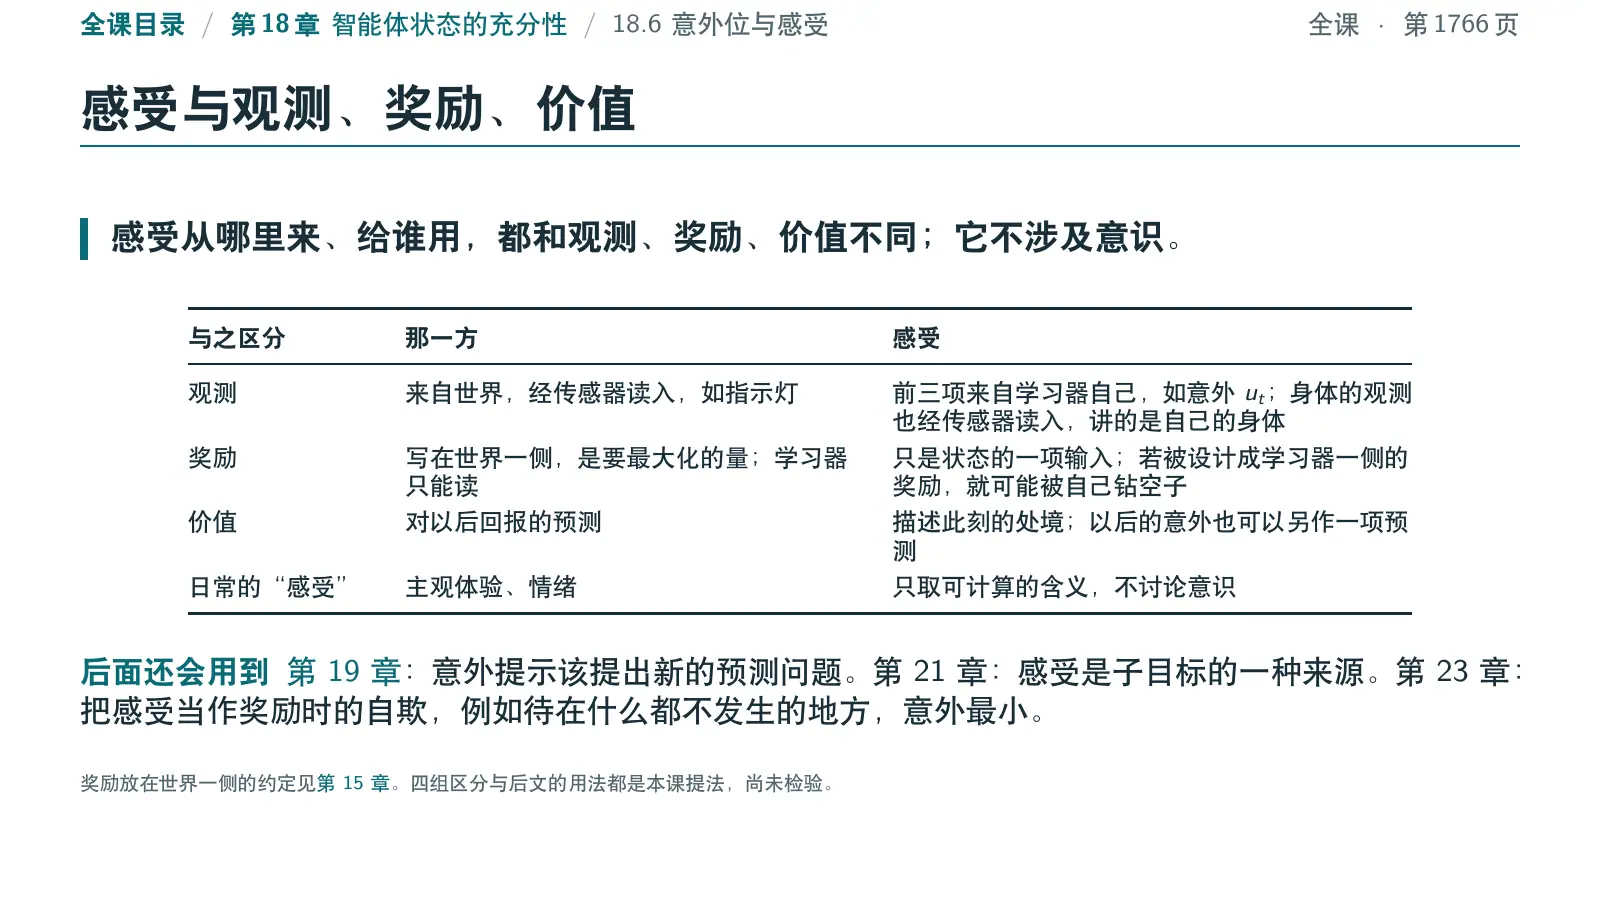 全课目录 / 第18章 智能体状态的充分性 / 18.6 意外位与感受 全课 · 第1766页
感受与观测、奖励、价值
感受从哪里来、给谁用，都和观测、奖励、价值不同；它不涉及意识。
与之区分 那一方 感受
观测 来自世界，经传感器读入，如指示灯 前三项来自学习器自己，如意外 u_t；身体的观测
也经传感器读入，讲的是自己的身体
奖励 写在世界一侧，是要最大化的量；学习器 只是状态的一项输入；若被设计成学习器一侧的
只能读 奖励，就可能被自己钻空子
价值 对以后回报的预测 描述此刻的处境；以后的意外也可以另作一项预
测
日常的“感受” 主观体验、情绪 只取可计算的含义，不讨论意识
后面还会用到 第 19 章：意外提示该提出新的预测问题。第 21 章：感受是子目标的一种来源。第 23 章：
把感受当作奖励时的自欺，例如待在什么都不发生的地方，意外最小。
奖励放在世界一侧的约定见第 15 章。四组区分与后文的用法都是本课提法，尚未检验。